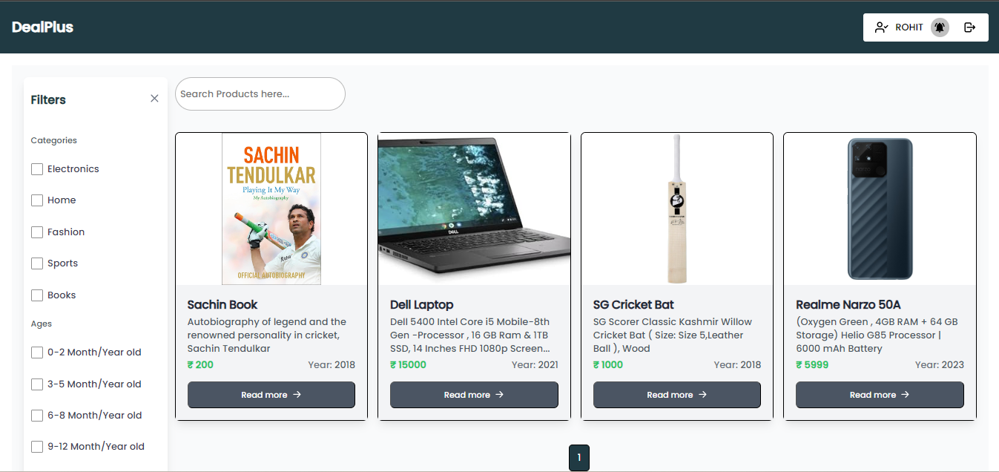 DealPlus
ROHIT
Filters
Search Products here...
Categories
Electronics
Home
Fashion
Sports
Books
Ages
0-2 Month/Year old
3-5 Month/Year old
6-8 Month/Year old
9-12 Month/Year old
SACHIN
TENDULKAR
Playing It My Way
My Autobiography
OFFICIAL AUTOBIOGRAPHY
Sachin Book
Autobiography of legend and the
renowned personality in cricket,
Sachin Tendulkar
₹ 200 Year: 2018
Read more →
DELL
Dell Laptop
Dell 5400 Intel Core i5 Mobile-8th
Gen -Processor , 16 GB Ram & 1TB
SSD, 14 Inches FHD 1080p Screen...
₹ 15000 Year: 2021
Read more →
SG Cricket Bat
SG Scorer Classic Kashmir Willow
Cricket Bat ( Size: Size 5,Leather
Ball ), Wood
₹ 1000 Year: 2018
Read more →
Realme Narzo 50A
(Oxygen Green , 4GB RAM + 64 GB
Storage) Helio G85 Processor |
6000 mAh Battery
₹ 5999 Year: 2023
Read more →
1